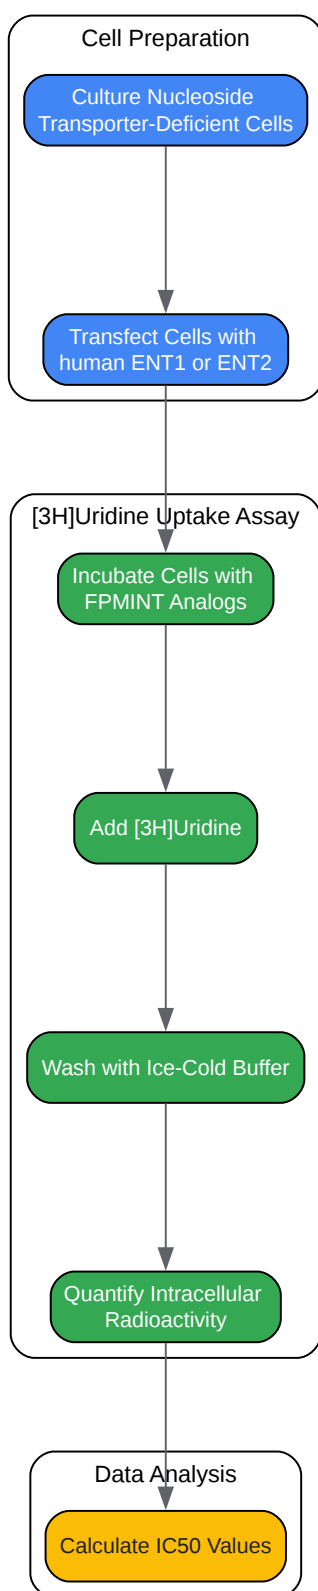 Cell Preparation
Culture Nucleoside
Transporter-Deficient Cells
Transfect Cells with
human ENT1 or ENT2
[3H]Uridine Uptake Assay
Incubate Cells with
FPMINT Analogs
Add [3H]Uridine
Wash with Ice-Cold Buffer
Quantify Intracellular
Radioactivity
Data Analysis
Calculate IC50 Values